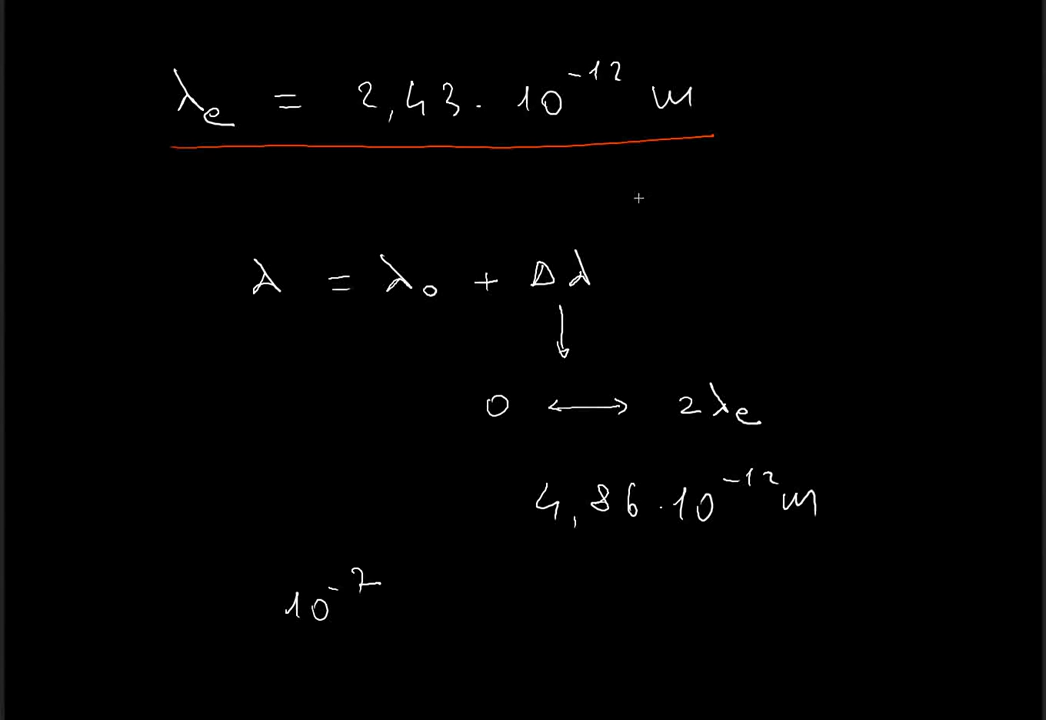 λe = 2,43 . 10⁻¹² m
λ = λ₀ + Δλ
↓
0 ↔ 2λe
4,86 . 10⁻¹² m
10⁻⁷